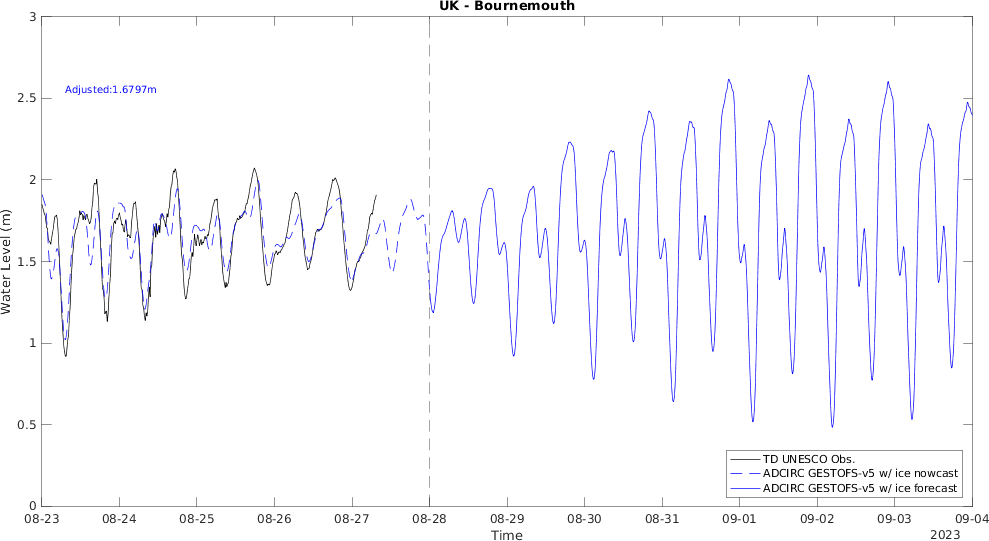 UK - Bournemouth
3
2.5
2
1.5
1
0.5
0
Water Level (m)
Adjusted:1.6797m
TD UNESCO Obs.
ADCIRC GESTOFS-v5 w/ ice nowcast
ADCIRC GESTOFS-v5 w/ ice forecast
08-23 08-24 08-25 08-26 08-27 08-28 08-29 08-30 08-31 09-01 09-02 09-03 09-04
Time
2023